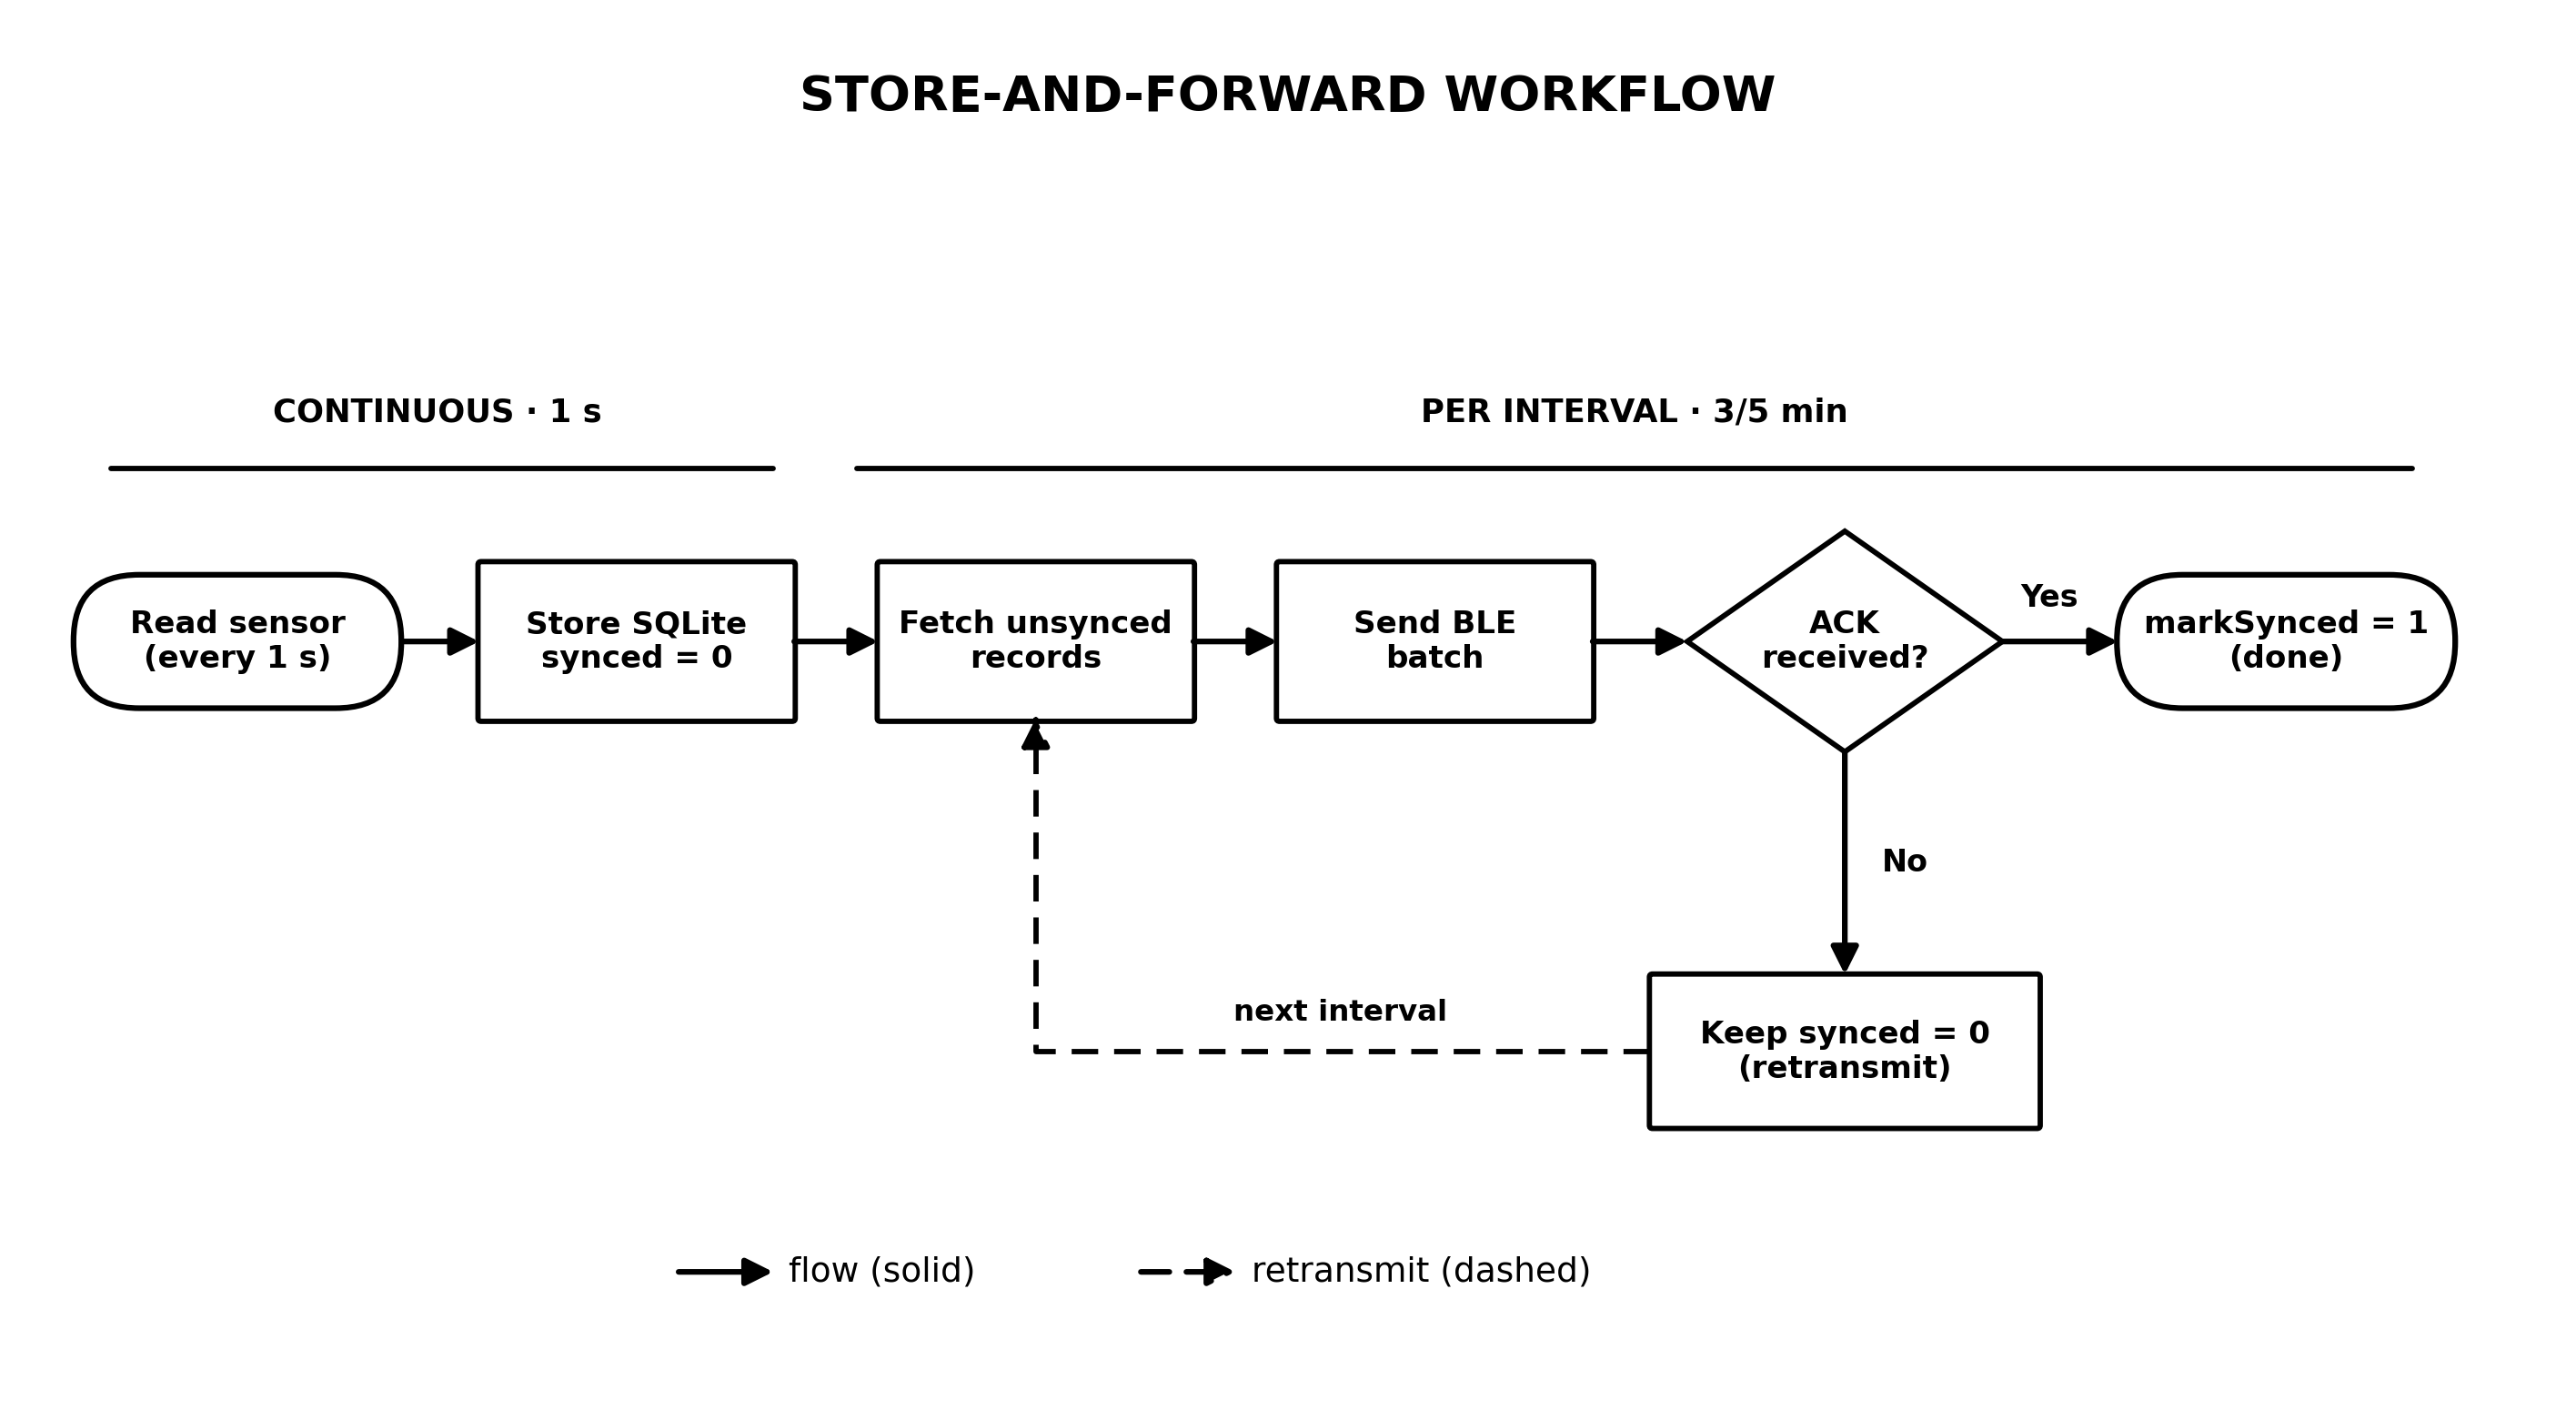 STORE-AND-FORWARD WORKFLOW
CONTINUOUS · 1 s
PER INTERVAL · 3/5 min
Read sensor
(every 1 s)
Store SQLite
synced = 0
Fetch unsynced
records
Send BLE
batch
ACK
received?
Yes
markSynced = 1
(done)
No
next interval
Keep synced = 0
(retransmit)
flow (solid)
retransmit (dashed)